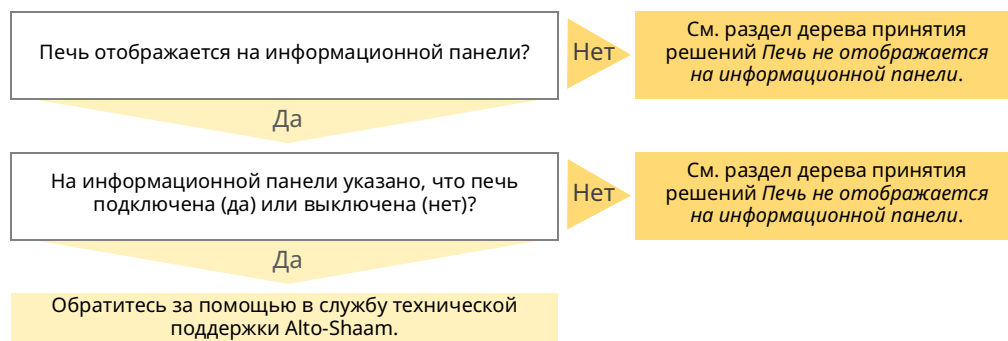 Печь отображается на информационной панели?
Нет
См. раздел дерева принятия
решений Печь не отображается
на информационной панели.
Да
На информационной панели указано, что печь
подключена (да) или выключена (нет)?
Нет
См. раздел дерева принятия
решений Печь не отображается
на информационной панели.
Да
Обратитесь за помощью в службу технической
поддержки Alto-Shaam.